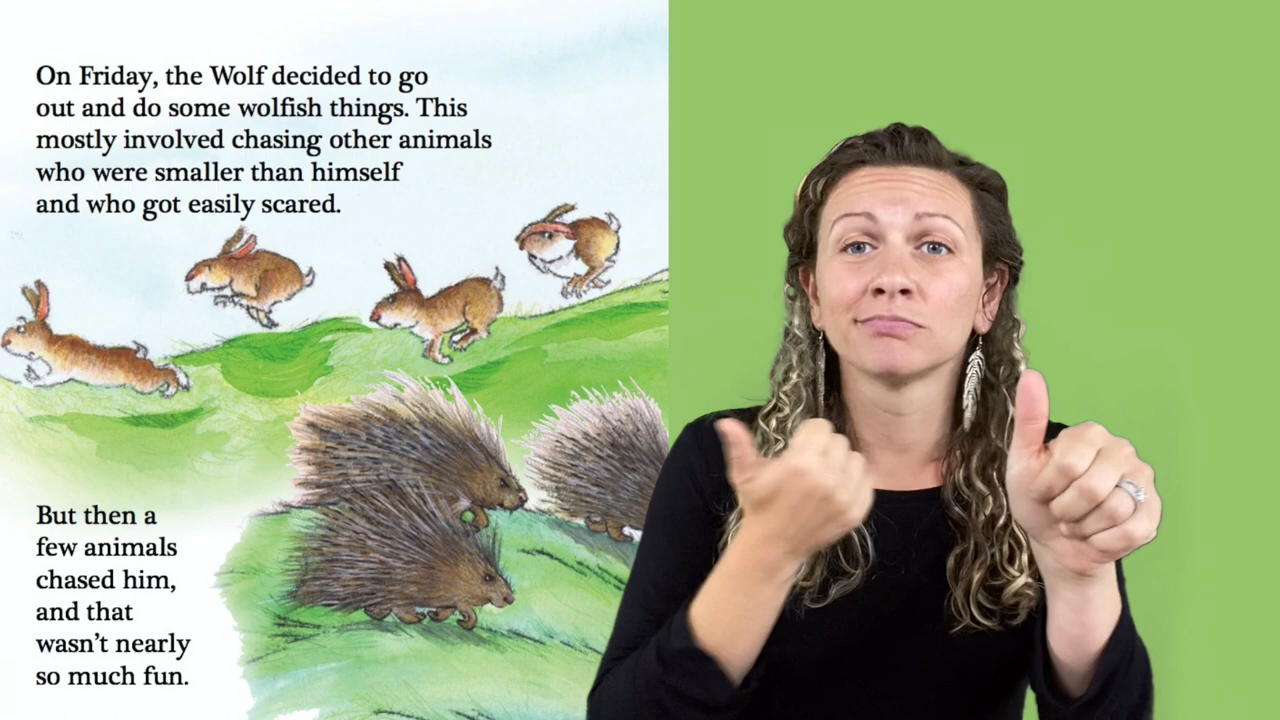 On Friday, the Wolf decided to go
out and do some wolfish things. This
mostly involved chasing other animals
who were smaller than himself
and who got easily scared.
But then a
few animals
chased him,
and that
wasn't nearly
so much fun.